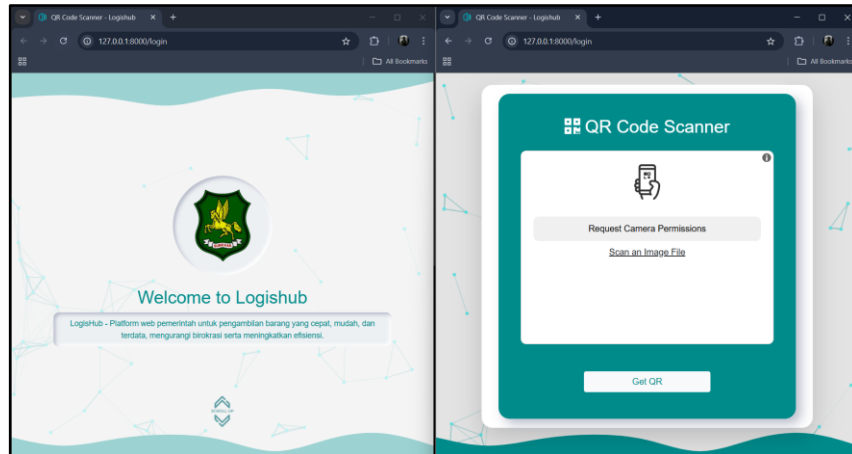 QR Code Scanner - Logishub
127.0.0.1:8000/login
All Bookmarks
Welcome to Logishub
LogisHub - Platform web pemerintah untuk pengambilan barang yang cepat, mudah, dan
terdata, mengurangi birokrasi serta meningkatkan efisiensi.
SCROLL UP
QR Code Scanner - Logishub
127.0.0.1:8000/login
All Bookmarks
QR Code Scanner
Request Camera Permissions
Scan an Image File
Get QR